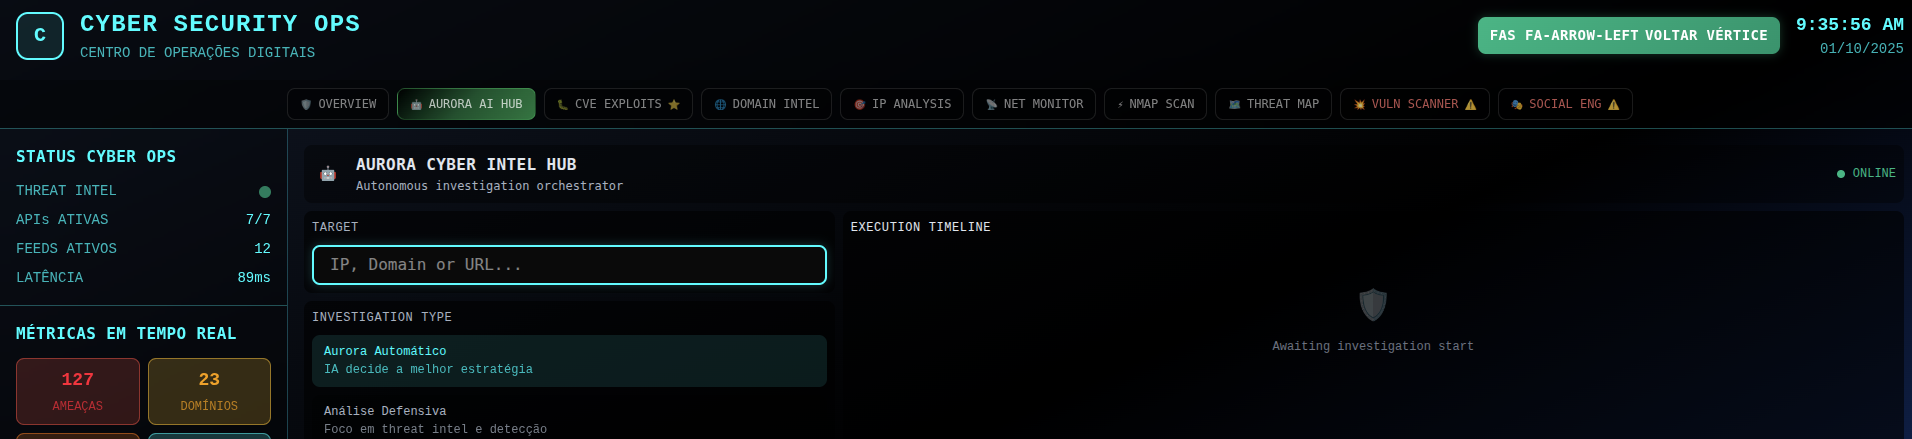 C
CYBER SECURITY OPS
CENTRO DE OPERAÇÕES DIGITAIS
FAS FA-ARROW-LEFT VOLTAR VÉRTICE
9:35:56 AM
01/10/2025
🛡️ OVERVIEW
🤖 AURORA AI HUB
🐛 CVE EXPLOITS ⭐
🌐 DOMAIN INTEL
🎯 IP ANALYSIS
📡 NET MONITOR
⚡ NMAP SCAN
🗺️ THREAT MAP
💥 VULN SCANNER ⚠️
🎭 SOCIAL ENG ⚠️
STATUS CYBER OPS
THREAT INTEL
APIs ATIVAS 7/7
FEEDS ATIVOS 12
LATÊNCIA 89ms
MÉTRICAS EM TEMPO REAL
127
AMEAÇAS
23
DOMÍNIOS
🤖
AURORA CYBER INTEL HUB
Autonomous investigation orchestrator
● ONLINE
TARGET
IP, Domain or URL...
INVESTIGATION TYPE
Aurora Automático
IA decide a melhor estratégia
Análise Defensiva
Foco em threat intel e detecção
EXECUTION TIMELINE
🛡️
Awaiting investigation start